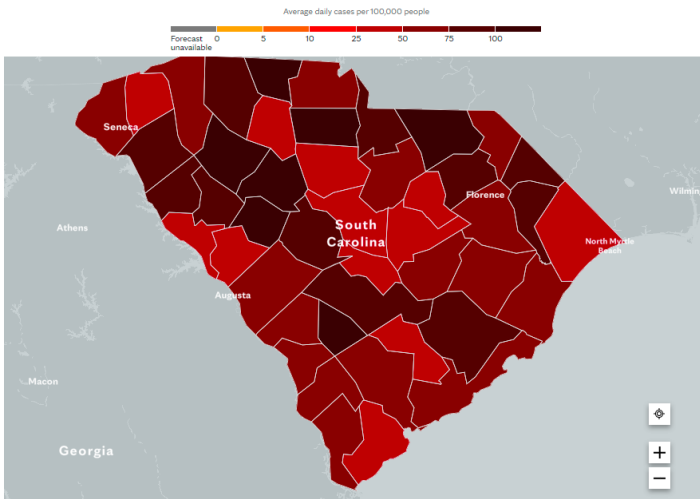 Average daily cases per 100,000 people
Forecast
unavailable
0
5
10
25
50
75
100
Seneca
Athens
South
Carolina
Florence
Wilming
North Myrtle
Beach
Augusta
Macon
Georgia
+
−